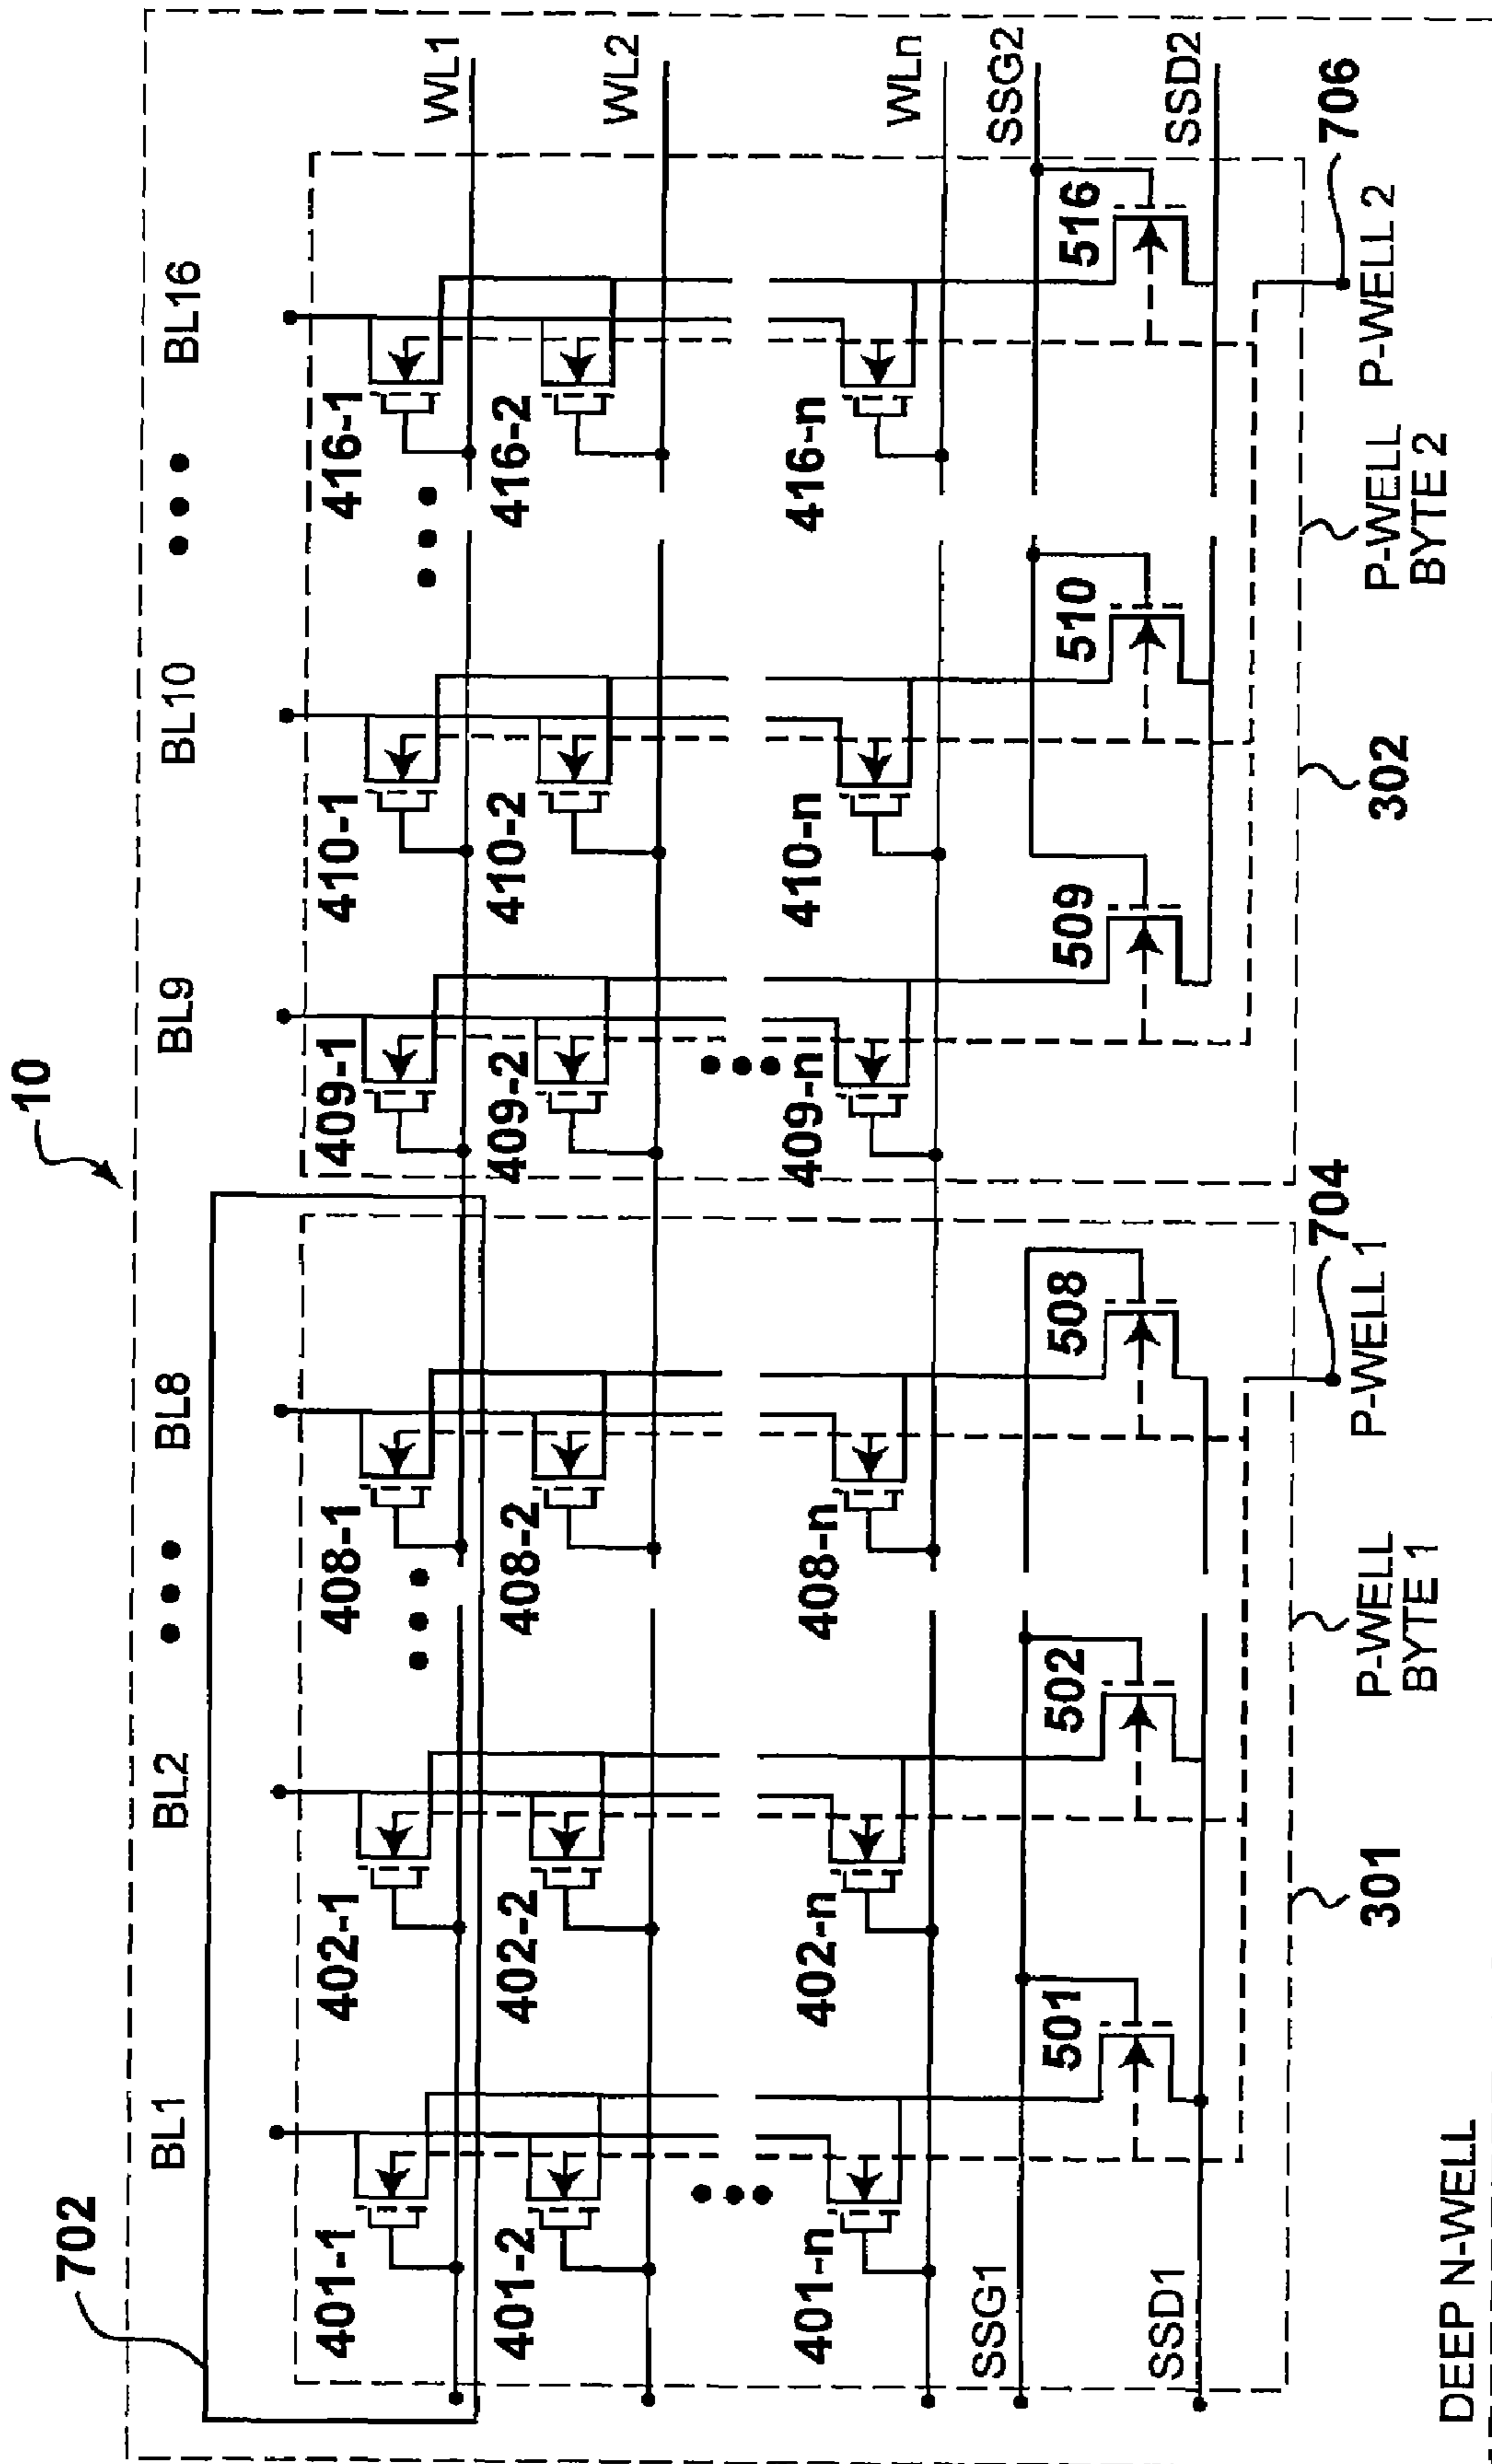 10
702
BL1
BL2
BL8
BL9
BL10
BL16
401-1
402-1
408-1
409-1
410-1
416-1
WL1
401-2
402-2
408-2
409-2
410-2
416-2
WL2
401-n
402-n
408-n
409-n
410-n
416-n
WLn
SSG1
SSG2
501
502
508
509
510
516
SSD1
SSD2
301
P-WELL
BYTE 1
P-WELL 1
704
302
P-WELL
BYTE 2
P-WELL 2
706
DEEP N-WELL